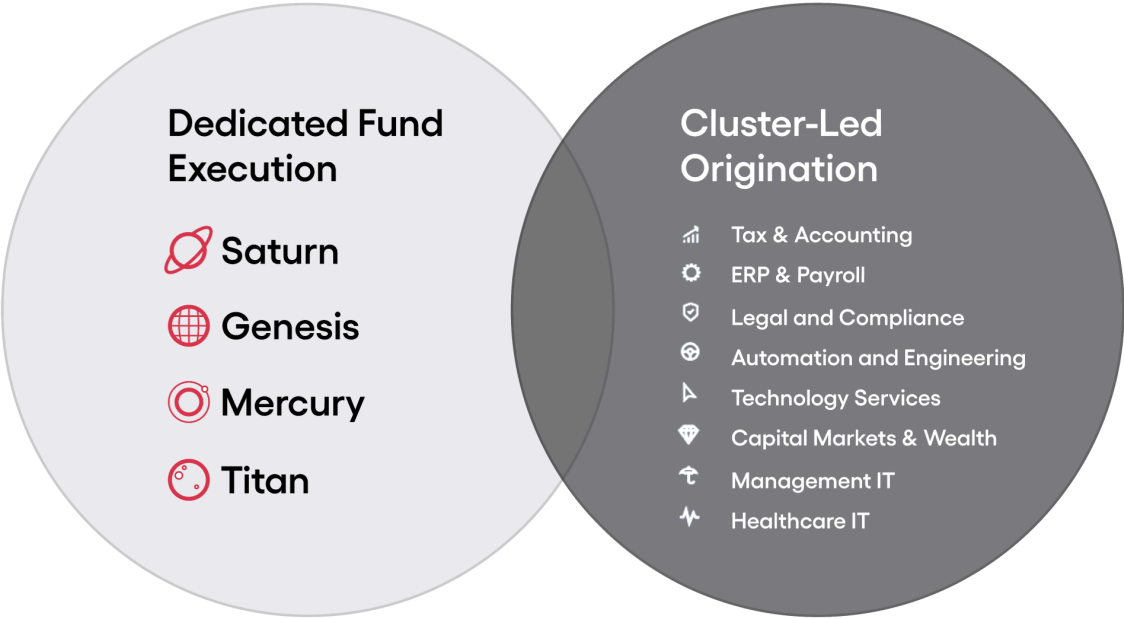 Dedicated Fund
Execution
Saturn
Genesis
Mercury
Titan
Cluster-Led
Origination
Tax & Accounting
ERP & Payroll
Legal and Compliance
Automation and Engineering
Technology Services
Capital Markets & Wealth
Management IT
Healthcare IT